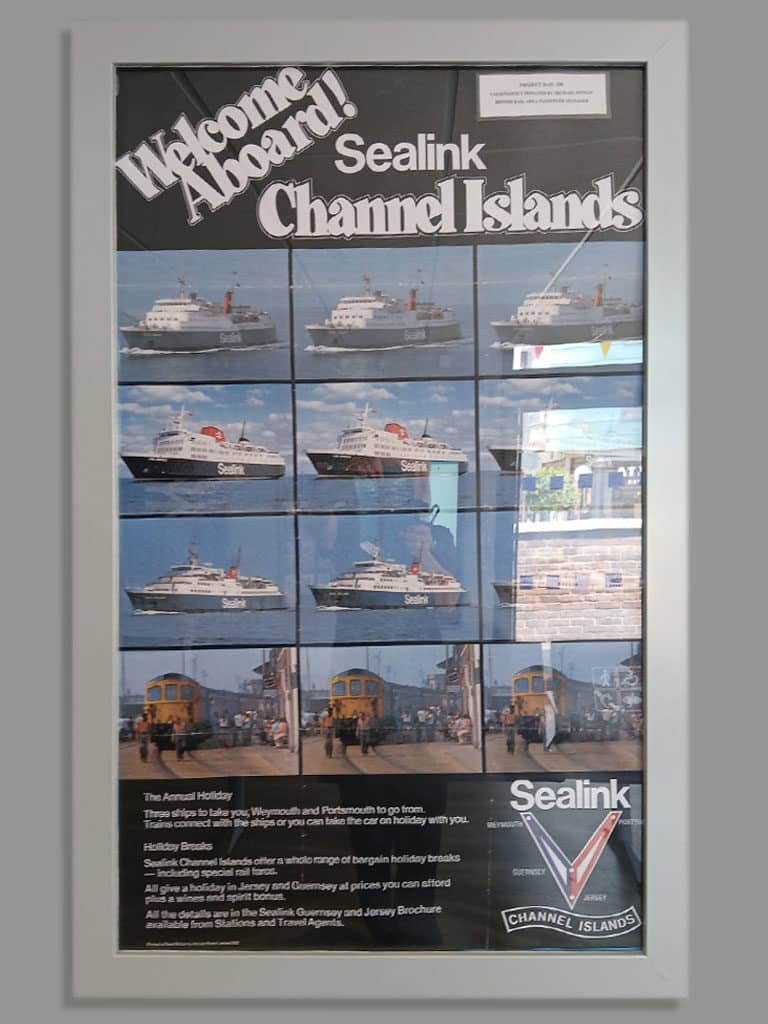 Welcome
Aboard!
Sealink
Channel Islands
Sealink
Sealink
Sealink
Sealink
Sealink
Sealink
Sealink
The Annual Holiday
Three ships to take you; Weymouth and Portsmouth to go from.
Trains connect with the ships or you can take the car on holiday with you.
Holiday Breaks
Sealink Channel Islands offer a whole range of bargain holiday breaks
— including special rail fares.
All give a holiday in Jersey and Guernsey at prices you can afford
plus a wines and spirit bonus.
All the details are in the Sealink Guernsey and Jersey Brochure
available from Stations and Travel Agents.
Sealink
WEYMOUTH
GUERNSEY
JERSEY
CHANNEL ISLANDS